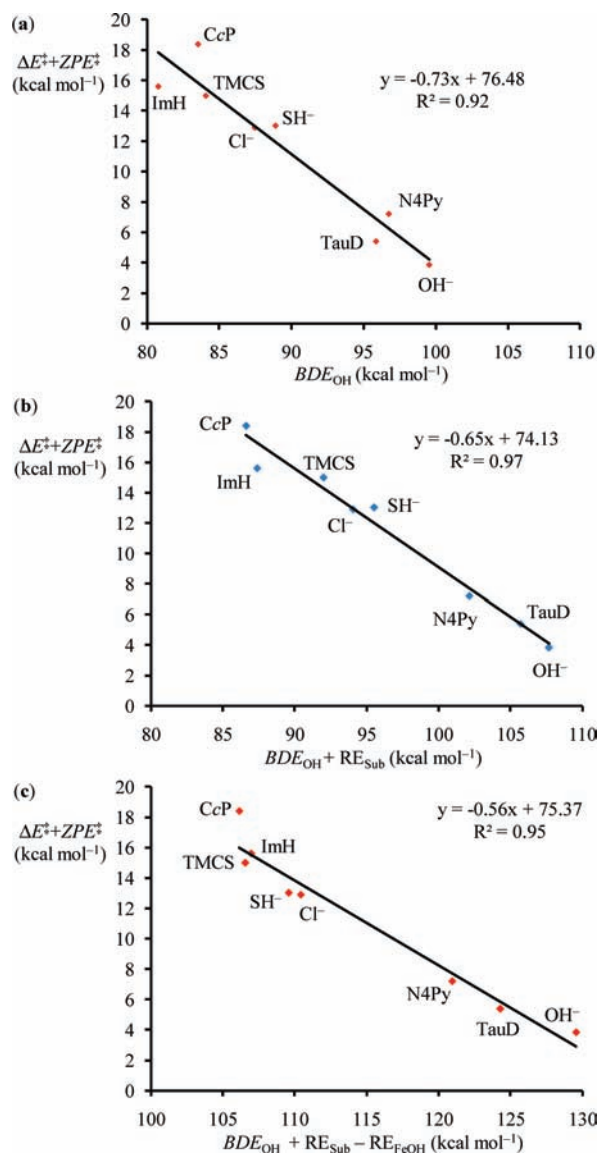 (a)
20
18
16
14
12
10
8
6
4
2
0
ΔE‡+ZPE‡
(kcal mol⁻¹)
CcP
ImH
TMCS
Cl⁻
SH⁻
N4Py
TauD
OH⁻
y = -0.73x + 76.48
R² = 0.92
80 85 90 95 100 105 110
BDE_OH (kcal mol⁻¹)
(b)
20
18
16
14
12
10
8
6
4
2
0
ΔE‡+ZPE‡
(kcal mol⁻¹)
CcP
ImH
TMCS
Cl⁻
SH⁻
N4Py
TauD
OH⁻
y = -0.65x + 74.13
R² = 0.97
80 85 90 95 100 105 110
BDE_OH + RE_Sub (kcal mol⁻¹)
(c)
20
18
16
14
12
10
8
6
4
2
0
ΔE‡+ZPE‡
(kcal mol⁻¹)
CcP
ImH
TMCS
SH⁻
Cl⁻
N4Py
TauD
OH⁻
y = -0.56x + 75.37
R² = 0.95
100 105 110 115 120 125 130
BDE_OH + RE_Sub – RE_FeOH (kcal mol⁻¹)